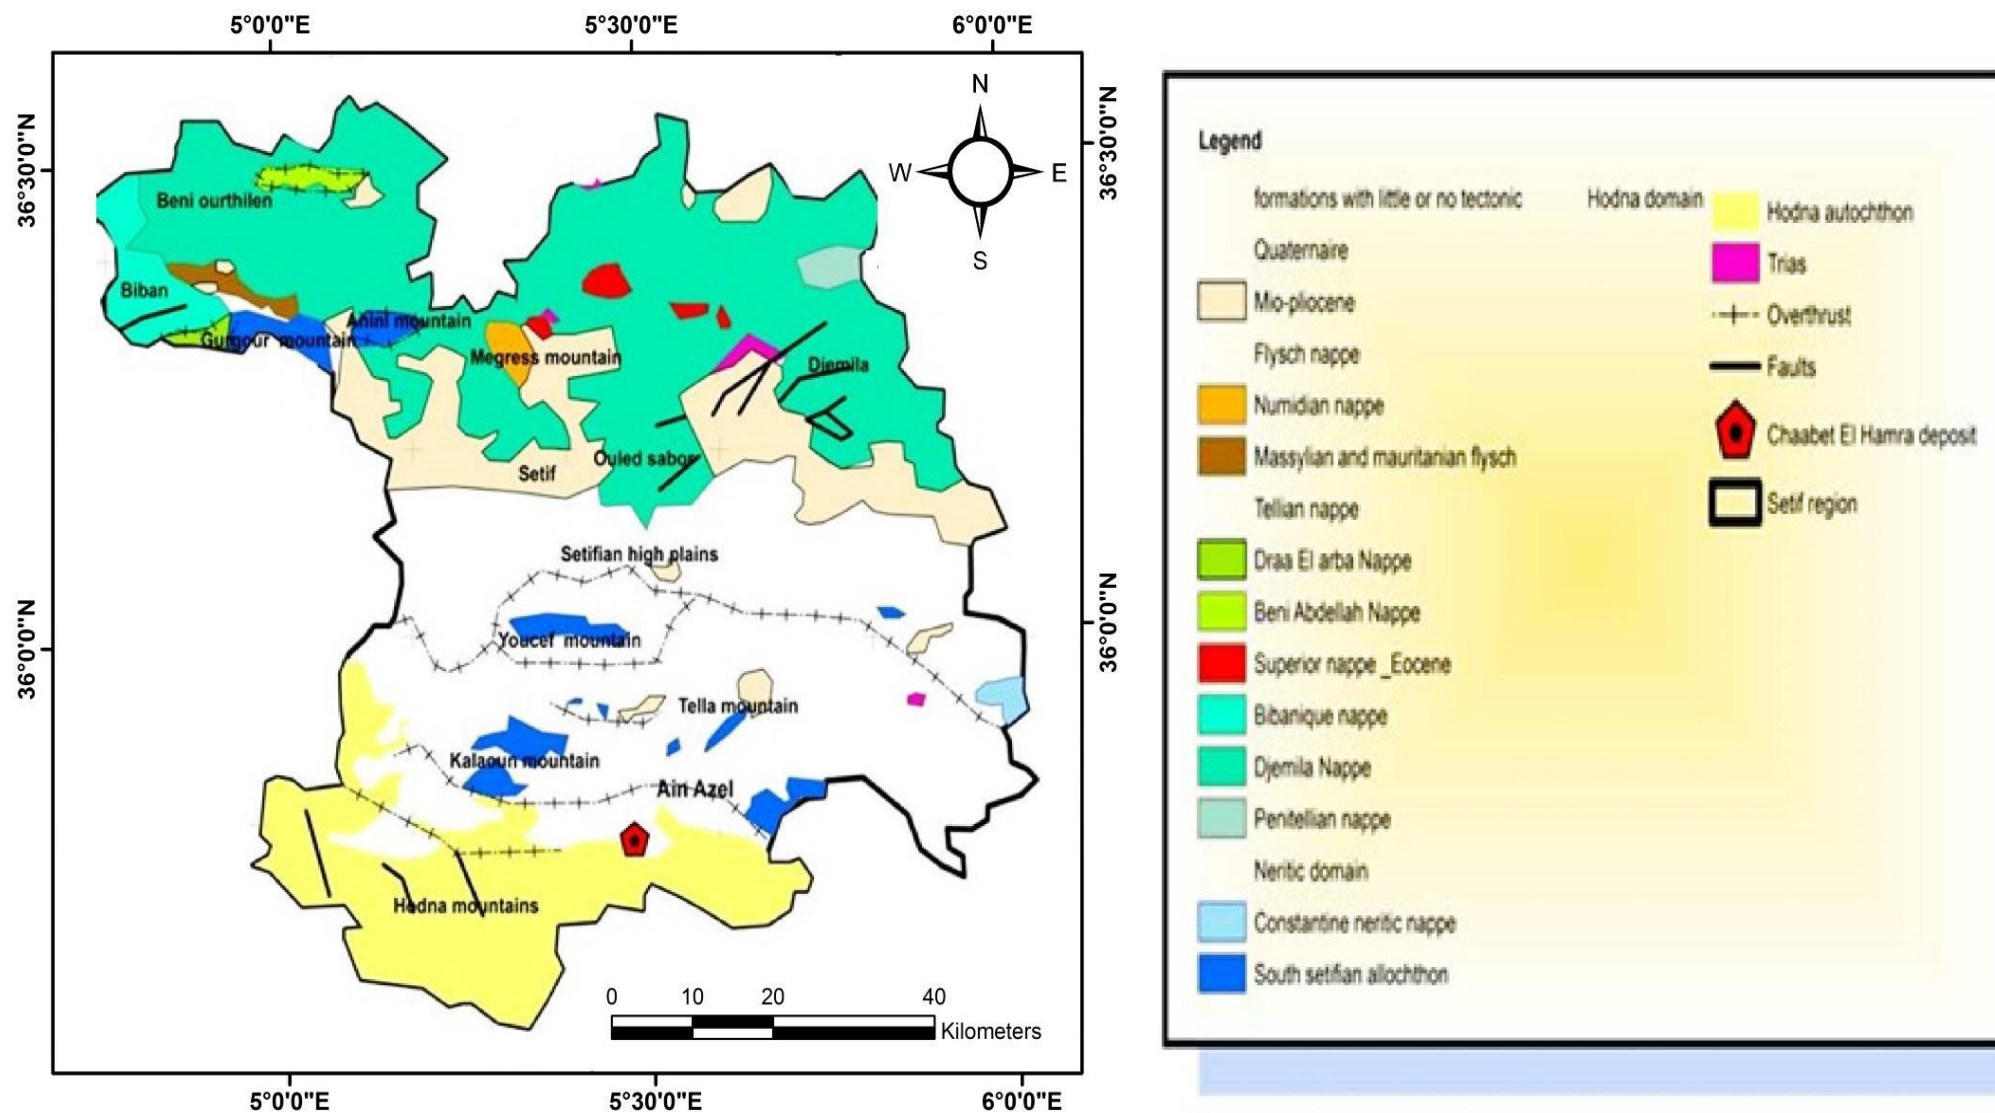 5°0'0"E
5°30'0"E
6°0'0"E
36°30'0"N
36°30'0"N
N
W
E
S
Beni ourthilen
Biban
Anini mountain
Gurgour mountain
Megress mountain
Djemila
Ouled sabor
Setif
Setifian high plains
36°0'0"N
36°0'0"N
Youcef mountain
Tella mountain
Kalaoun mountain
Ain Azel
Hodna mountains
0 10 20 40
Kilometers
5°0'0"E
5°30'0"E
6°0'0"E
Legend
formations with little or no tectonic
Quaternaire
Mio-pliocene
Flysch nappe
Numidian nappe
Massylian and mauritanian flysch
Tellian nappe
Draa El arba Nappe
Beni Abdellah Nappe
Superior nappe _Eocene
Bibanique nappe
Djemila Nappe
Penitellian nappe
Neritic domain
Constantine neritic nappe
South setifian allochthon
Hodna domain
Hodna autochthon
Trias
Overthrust
Faults
Chaabet El Hamra deposit
Setif region